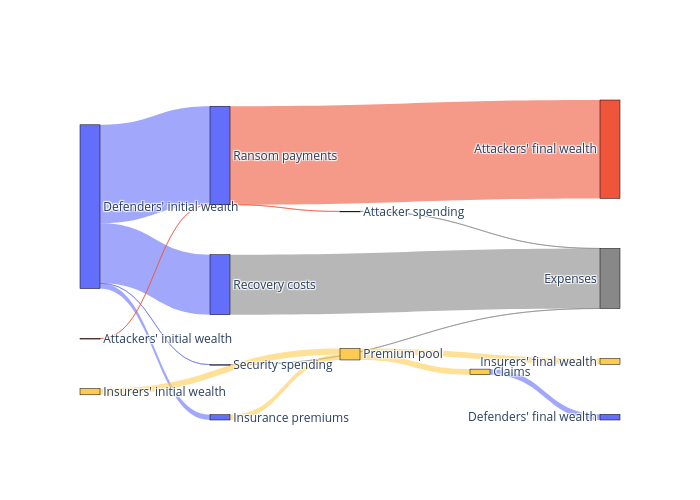 Ransom payments
Attackers' final wealth
Defenders' initial wealth
Attacker spending
Recovery costs
Expenses
Attackers' initial wealth
Security spending
Premium pool
Insurers' final wealth
Claims
Insurers' initial wealth
Insurance premiums
Defenders' final wealth